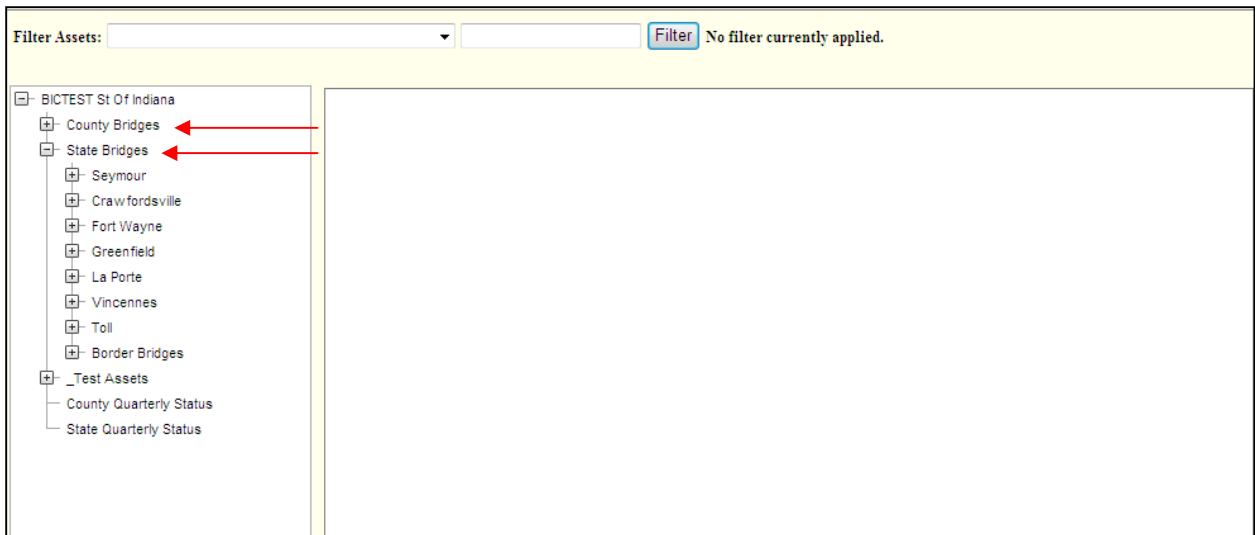 Filter Assets: Filter No filter currently applied.
BICTEST St Of Indiana
County Bridges
State Bridges
Seymour
Crawfordsville
Fort Wayne
Greenfield
La Porte
Vincennes
Toll
Border Bridges
_Test Assets
County Quarterly Status
State Quarterly Status